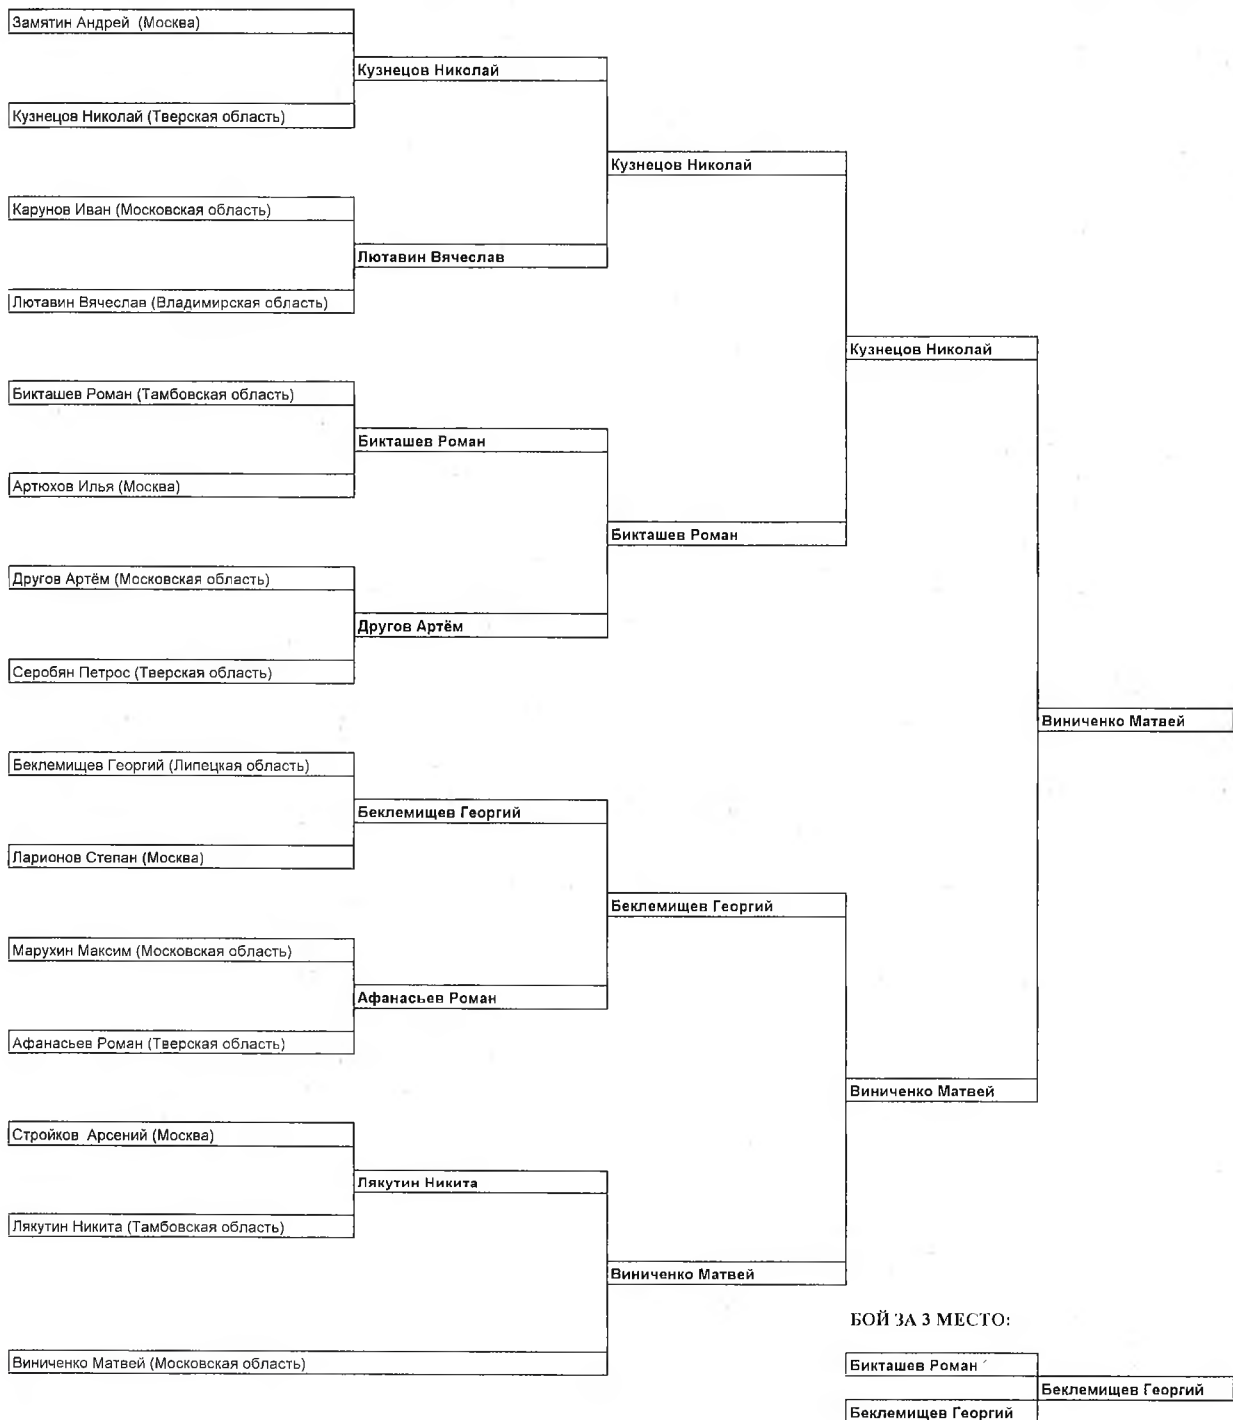 Замятин Андрей (Москва)
Кузнецов Николай
Кузнецов Николай (Тверская область)
Кузнецов Николай
Карунов Иван (Московская область)
Лютавин Вячеслав
Лютавин Вячеслав (Владимирская область)
Кузнецов Николай
Бикташев Роман (Тамбовская область)
Бикташев Роман
Артюхов Илья (Москва)
Бикташев Роман
Другов Артём (Московская область)
Другов Артём
Серобян Петрос (Тверская область)
Виниченко Матвей
Беклемищев Георгий (Липецкая область)
Беклемищев Георгий
Ларионов Степан (Москва)
Беклемищев Георгий
Марухин Максим (Московская область)
Афанасьев Роман
Афанасьев Роман (Тверская область)
Виниченко Матвей
Стройков Арсений (Москва)
Лякутин Никита
Лякутин Никита (Тамбовская область)
Виниченко Матвей
Виниченко Матвей (Московская область)
БОЙ ЗА 3 МЕСТО:
Бикташев Роман
Беклемищев Георгий
Беклемищев Георгий